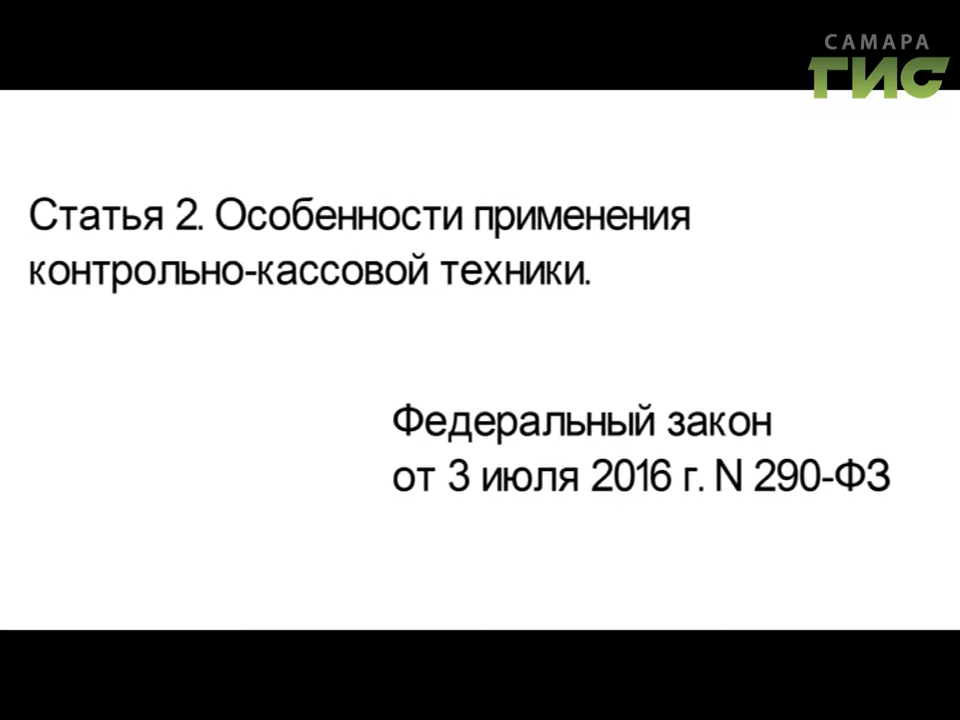 САМАРА
ГИС
Статья 2. Особенности применения
контрольно-кассовой техники.
Федеральный закон
от 3 июля 2016 г. N 290-ФЗ